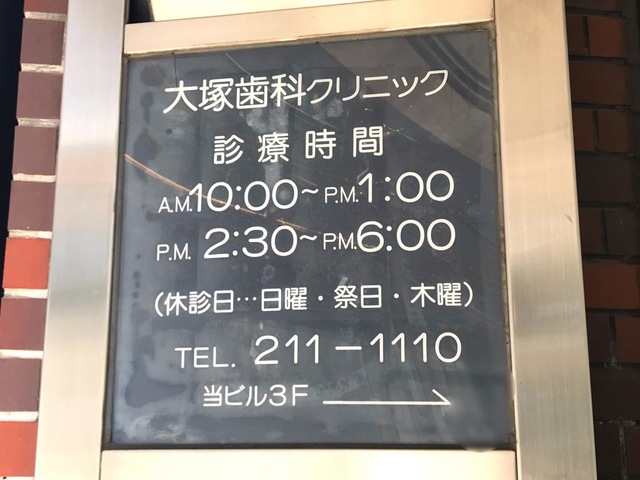 大塚歯科クリニック
診療時間
A.M.10:00~P.M.1:00
P.M. 2:30~P.M.6:00
(休診日…日曜・祭日・木曜)
TEL. 211-1110
当ビル3F →